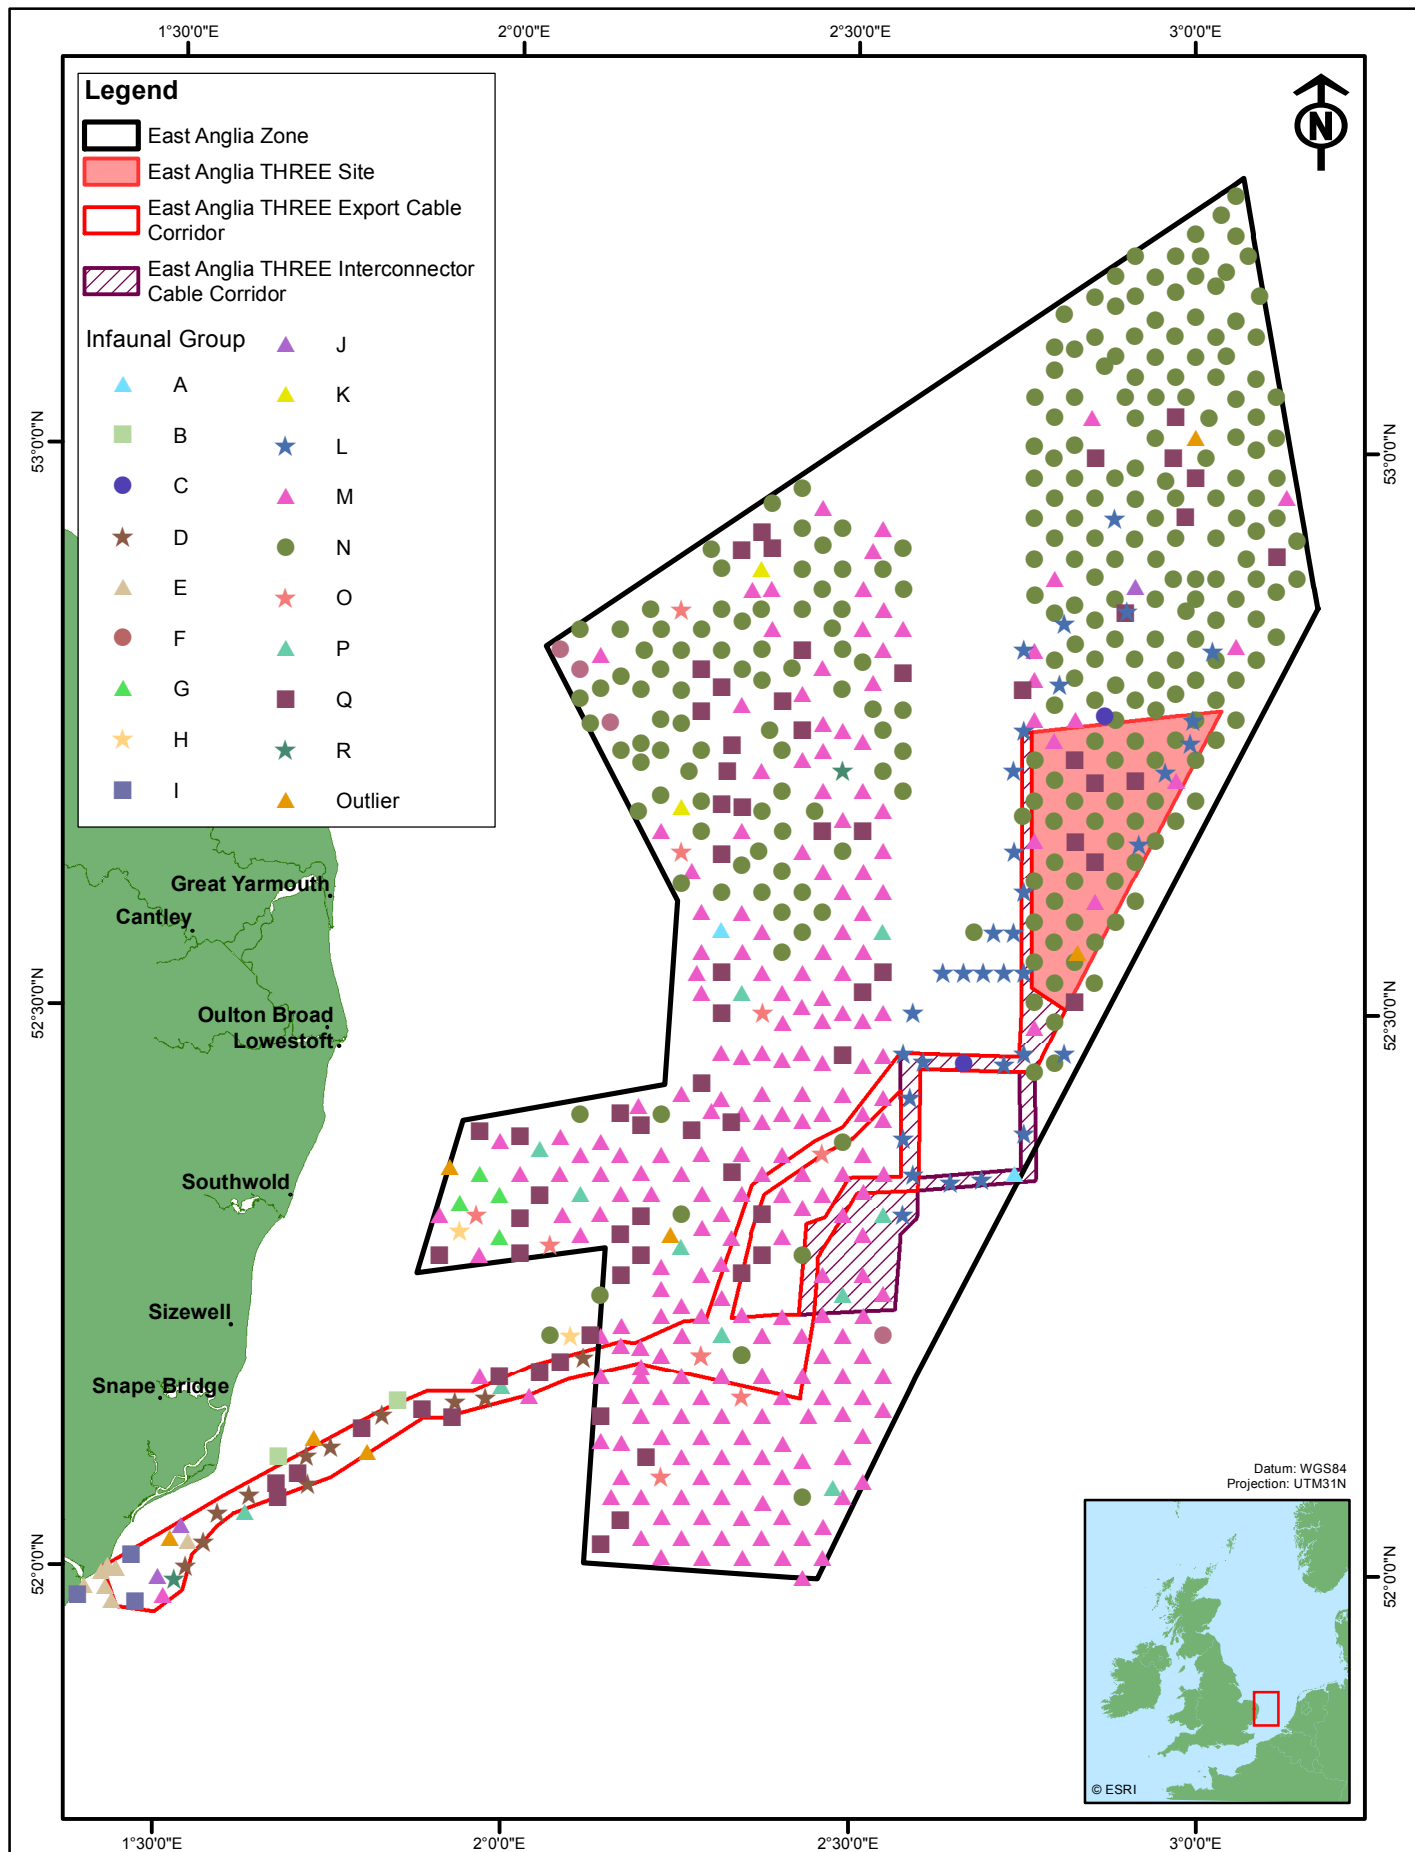 1°30'0"E
2°0'0"E
2°30'0"E
3°0'0"E
Legend
East Anglia Zone
East Anglia THREE Site
East Anglia THREE Export Cable
Corridor
East Anglia THREE Interconnector
Cable Corridor
Infaunal Group
A
B
C
D
E
F
G
H
I
J
K
L
M
N
O
P
Q
R
Outlier
N
53°0'0"N
53°0'0"N
52°30'0"N
52°30'0"N
52°0'0"N
52°0'0"N
Great Yarmouth
Cantley
Oulton Broad
Lowestoft
Southwold
Sizewell
Snape Bridge
Datum: WGS84
Projection: UTM31N
© ESRI
1°30'0"E
2°0'0"E
2°30'0"E
3°0'0"E